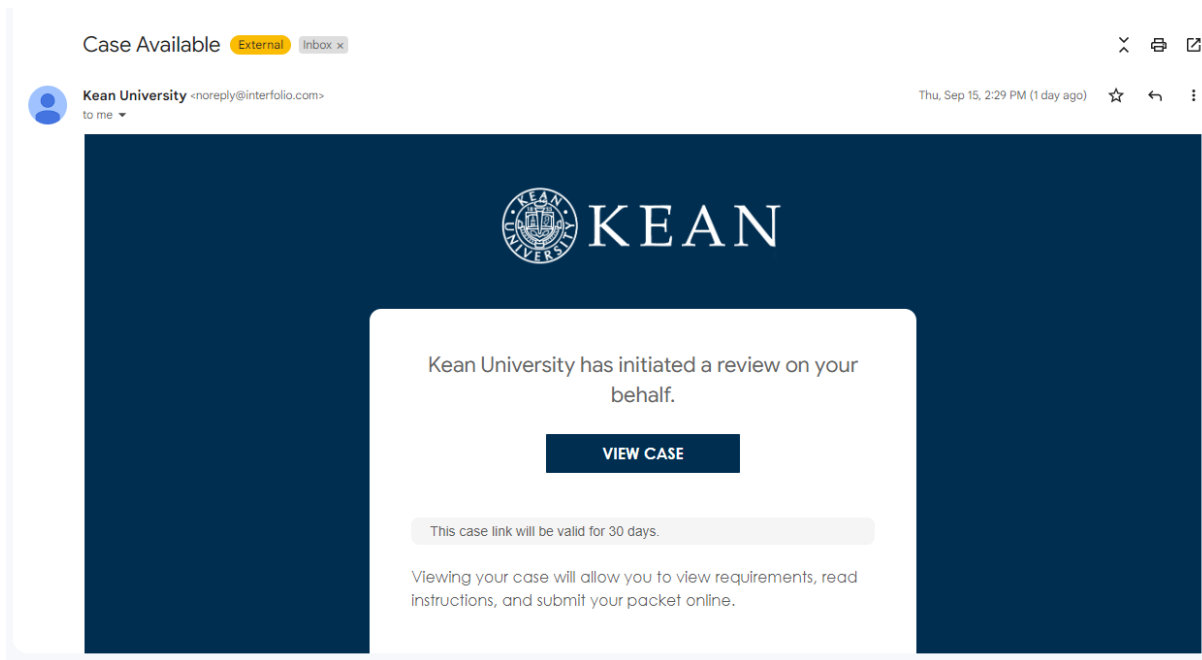 Case Available External Inbox ×
Kean University <noreply@interfolio.com> Thu, Sep 15, 2:29 PM (1 day ago)
to me
KEAN UNIVERSITY KEAN
Kean University has initiated a review on your
behalf.
VIEW CASE
This case link will be valid for 30 days.
Viewing your case will allow you to view requirements, read
instructions, and submit your packet online.